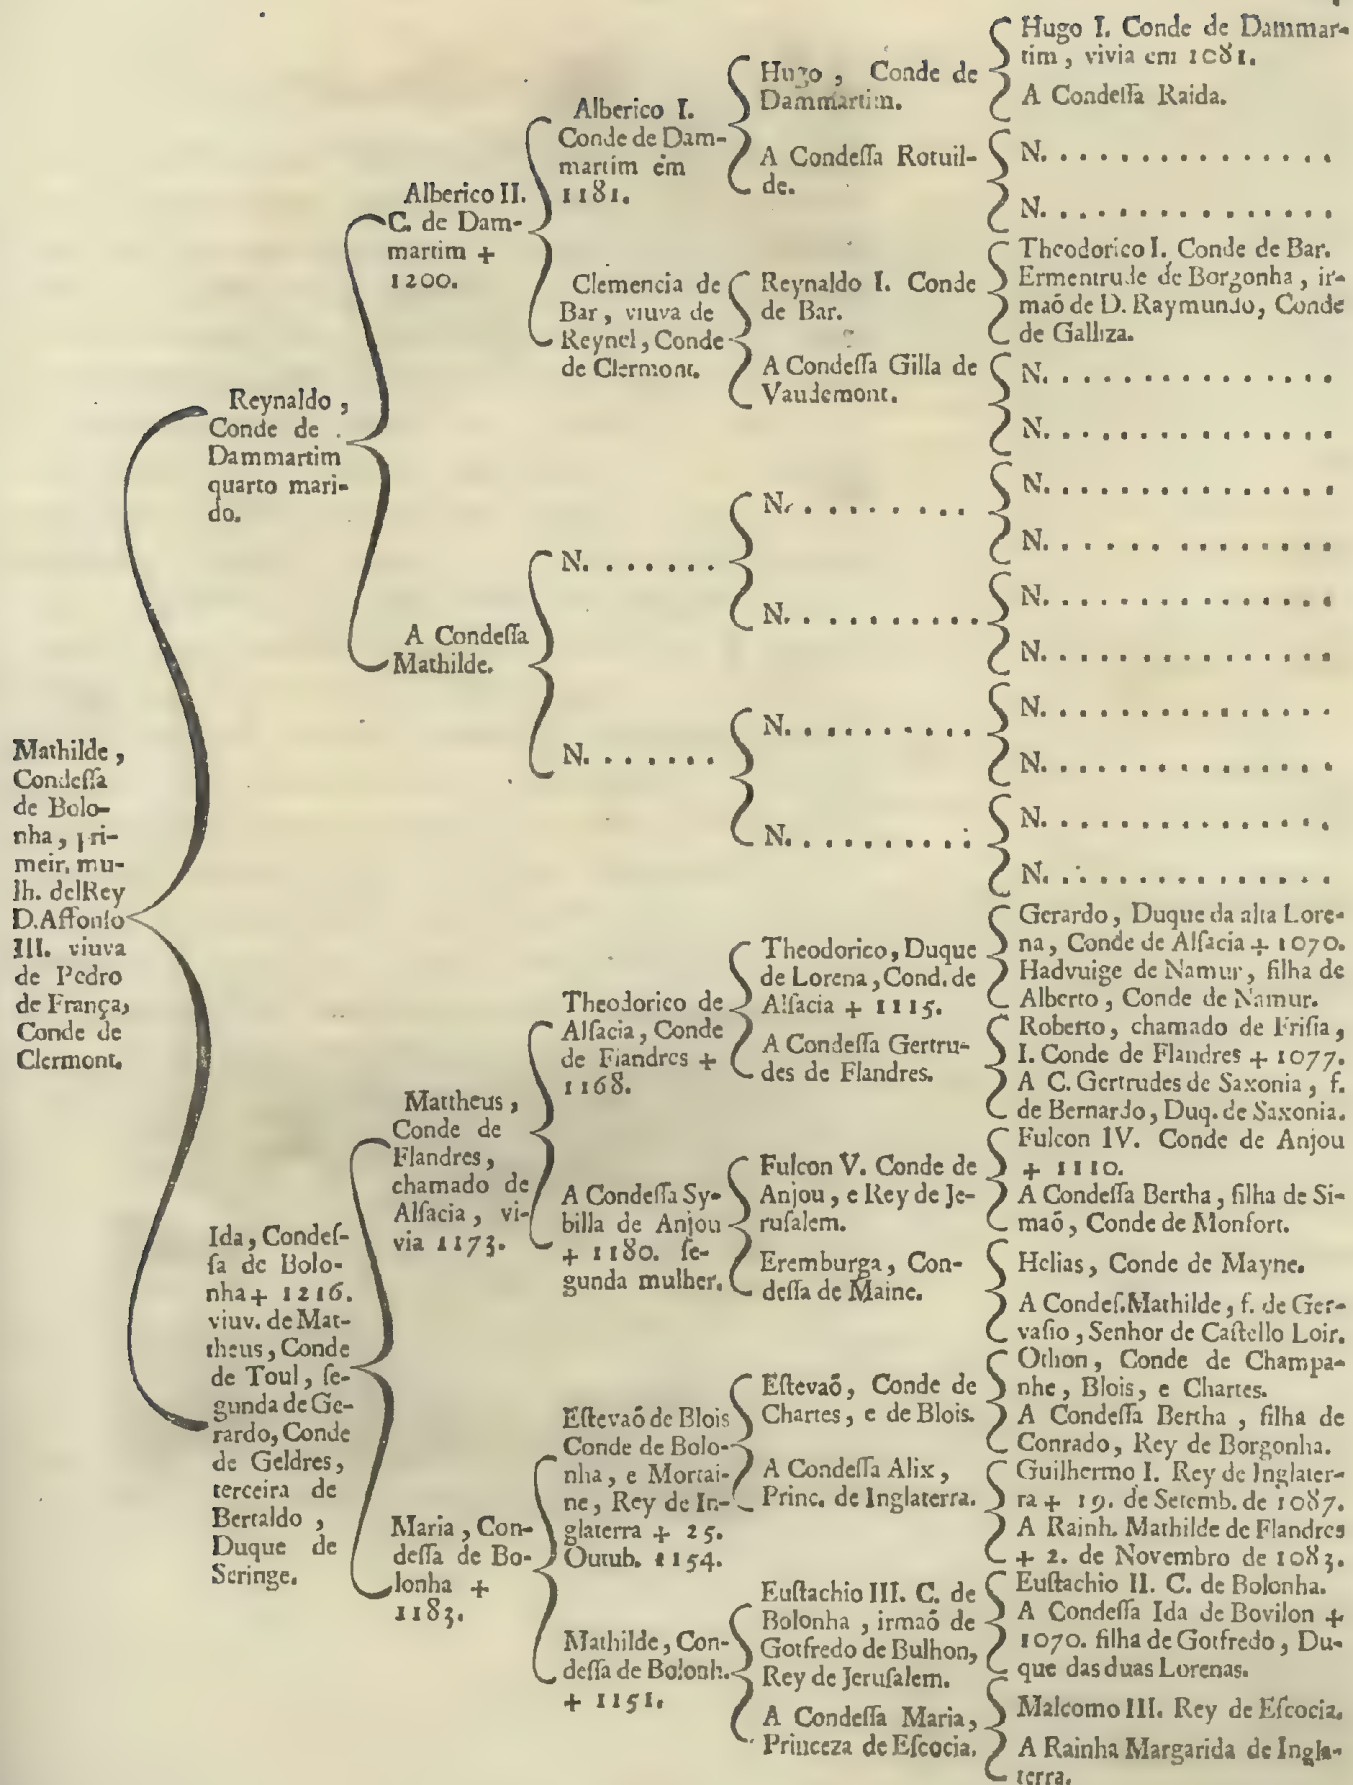 Mathilde,
Condeſſa
de Bolo-
nha, pri-
meir. mu-
lh. delRey
D.Affonſo
III. viuva
de Pedro
de França,
Conde de
Clermont.
Reynaldo,
Conde de
Dammartim
quarto mari-
do.
Ida, Condeſ-
ſa de Bolo-
nha + 1216.
viuv. de Mat-
theus, Conde
de Toul, ſe-
gunda de Ge-
rardo, Conde
de Geldres,
terceira de
Bertaldo,
Duque de
Seringe.
Alberico II.
C. de Dam-
martim +
1200.
A Condeſſa
Mathilde.
Mattheus,
Conde de
Flandres,
chamado de
Alſacia, vi-
via 1173.
Maria, Con-
deſſa de Bo-
lonha +
1183.
Alberico I.
Conde de Dam-
martim em
1181.
Clemencia de
Bar, viuva de
Reynel, Conde
de Clermont.
N. . . . . . .
N. . . . . . .
Theodorico de
Alſacia, Conde
de Flandres +
1168.
A Condeſſa Sy-
billa de Anjou
+ 1180. ſe-
gunda mulher.
Eſtevaõ de Blois
Conde de Bolo-
nha, e Mortai-
ne, Rey de In-
glaterra + 25.
Outub. 1154.
Mathilde, Con-
deſſa de Bolonh.
+ 1151.
Hugo, Conde de
Dammartim.
A Condeſſa Rotuil-
de.
Reynaldo I. Conde
de Bar.
A Condeſſa Gilla de
Vaudemont.
N. . . . . . . . .
N. . . . . . . . .
N. . . . . . . . .
N. . . . . . . . .
Theodorico, Duque
de Lorena, Cond. de
Alſacia + 1115.
A Condeſſa Gertru-
des de Flandres.
Fulcon V. Conde de
Anjou, e Rey de Je-
ruſalem.
Eremburga, Con-
deſſa de Maine.
Eſtevaõ, Conde de
Chartes, e de Blois.
A Condeſſa Alix,
Princ. de Inglaterra.
Euſtachio III. C. de
Bolonha, irmaõ de
Gotfredo de Bulhon,
Rey de Jeruſalem.
A Condeſſa Maria,
Princeza de Eſcocia.
Hugo I. Conde de Dammar-
tim, vivia em 1081.
A Condeſſa Raida.
N. . . . . . . . . . . . . .
N. . . . . . . . . . . . . .
Theodorico I. Conde de Bar.
Ermentrude de Borgonha, ir-
maõ de D. Raymundo, Conde
de Galliza.
N. . . . . . . . . . . . . .
N. . . . . . . . . . . . . .
N. . . . . . . . . . . . . .
N. . . . . . . . . . . . . .
N. . . . . . . . . . . . . .
N. . . . . . . . . . . . . .
N. . . . . . . . . . . . . .
N. . . . . . . . . . . . . .
N. . . . . . . . . . . . . .
N. . . . . . . . . . . . . .
Gerardo, Duque da alta Lore-
na, Conde de Alſacia + 1070.
Hadvuige de Namur, filha de
Alberto, Conde de Namur.
Roberto, chamado de Friſia,
I. Conde de Flandres + 1077.
A C. Gertrudes de Saxonia, f.
de Bernardo, Duq. de Saxonia.
Fulcon IV. Conde de Anjou
+ 1110.
A Condeſſa Bertha, filha de Si-
maõ, Conde de Monfort.
Helias, Conde de Mayne.
A Condeſ.Mathilde, f. de Ger-
vaſio, Senhor de Caſtello Loir.
Othon, Conde de Champa-
nhe, Blois, e Chartes.
A Condeſſa Bertha, filha de
Conrado, Rey de Borgonha.
Guilhermo I. Rey de Inglater-
ra + 19. de Setemb. de 1087.
A Rainh. Mathilde de Flandres
+ 2. de Novembro de 1083.
Euſtachio II. C. de Bolonha.
A Condeſſa Ida de Bovilon +
1070. filha de Gotfredo, Du-
que das duas Lorenas.
Malcomo III. Rey de Eſcocia.
A Rainha Margarida de Ingla-
terra.